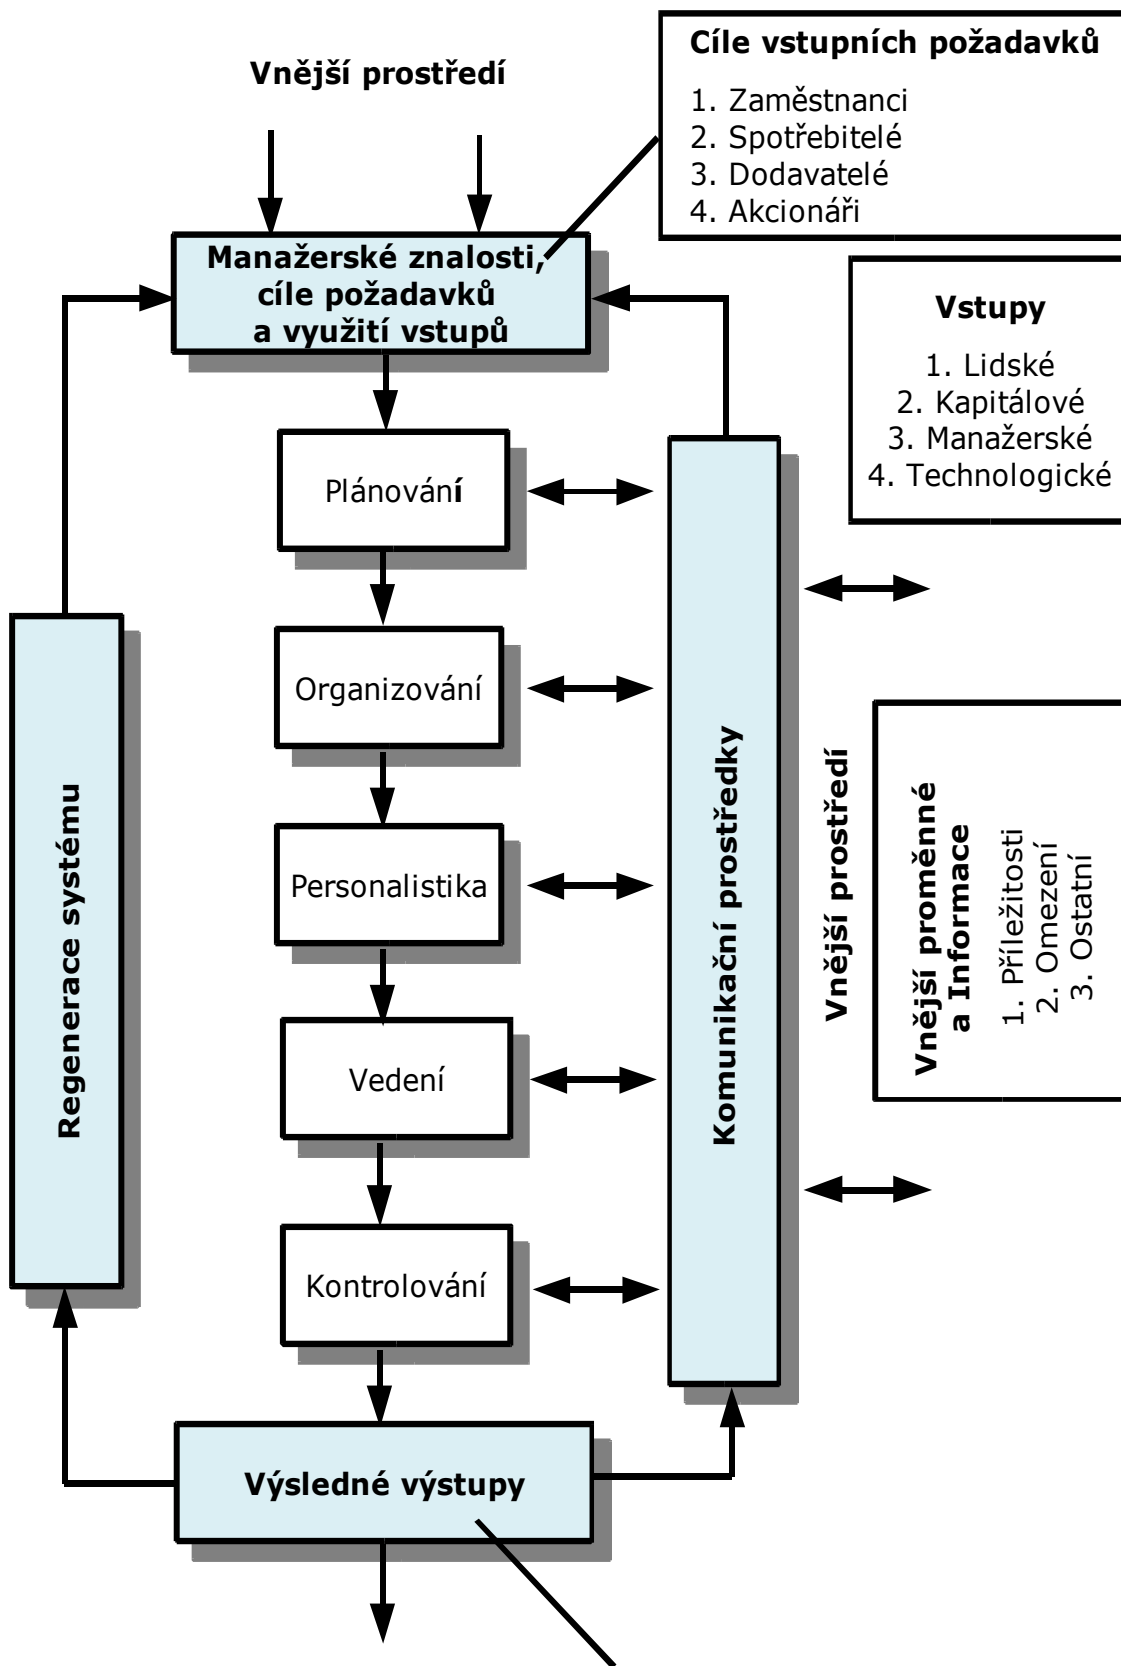 Vnější prostředí
Cíle vstupních požadavků
1. Zaměstnanci
2. Spotřebitelé
3. Dodavatelé
4. Akcionáři
Manažerské znalosti,
cíle požadavků
a využití vstupů
Vstupy
1. Lidské
2. Kapitálové
3. Manažerské
4. Technologické
Plánování
Organizování
Personalistika
Vedení
Kontrolování
Regenerace systému
Komunikační prostředky
Vnější prostředí
Vnější proměnné
a Informace
1. Příležitosti
2. Omezení
3. Ostatní
Výsledné výstupy